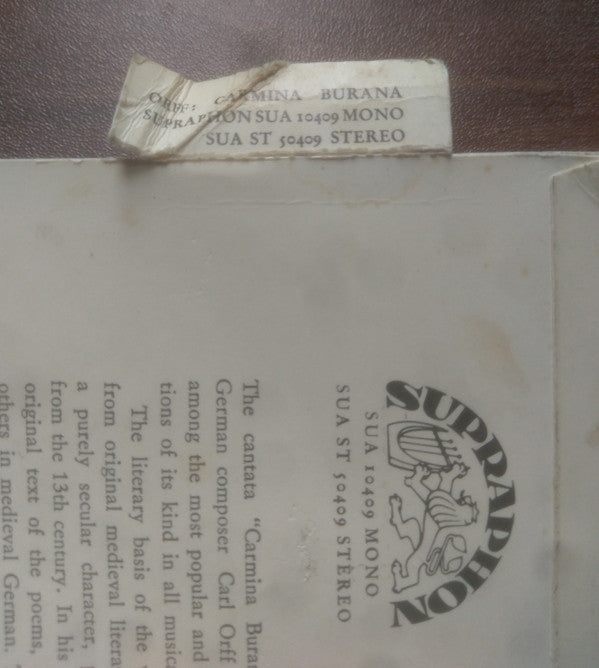 ORFF: CARMINA BURANA
SUPRAPHON SUA 10409 MONO
SUA ST 50409 STEREO
SUPRAPHON
SUA 10409 MONO
SUA ST 50409 STEREO
The cantata “Carmina
German composer Carl Orff
among the most popular and
tions of its kind in all
The literary basis of the
from original medieval
a purely secular character,
from the 13th century. In his
original text of the poems,
others in medieval German,